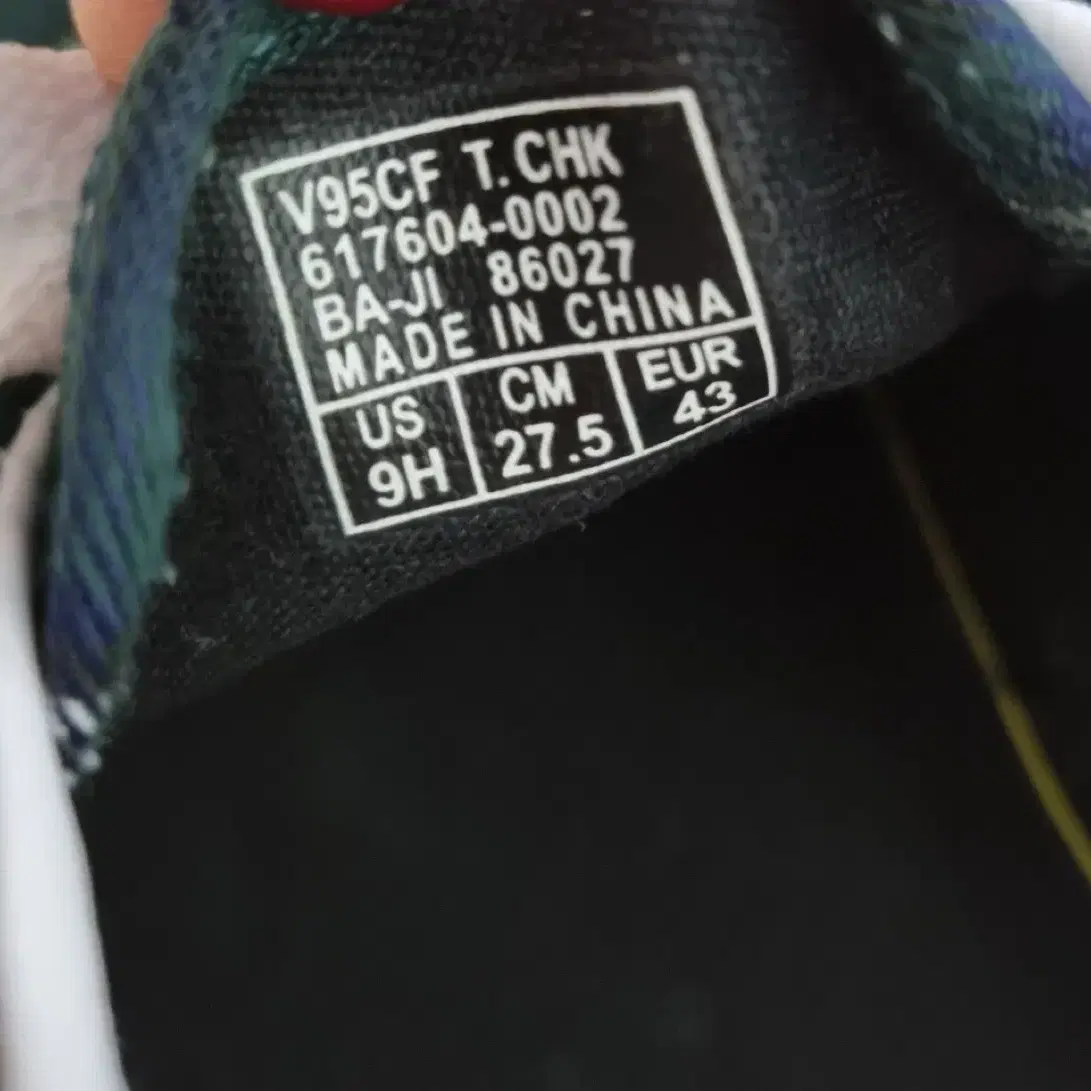 V95CF T.CHK
617604-0002
BA-JI 86027
MADE IN CHINA
US CM EUR
9H 27.5 43